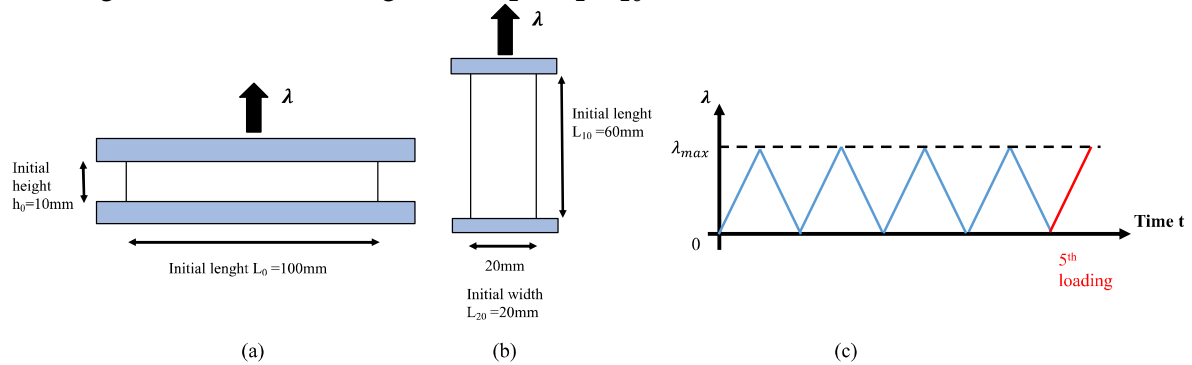 λ
Initial
height
h₀=10mm
Initial lenght L₀ =100mm
(a)
λ
Initial lenght
L₁₀ =60mm
20mm
Initial width
L₂₀ =20mm
(b)
λ
λmax
0
Time t
5th
loading
(c)